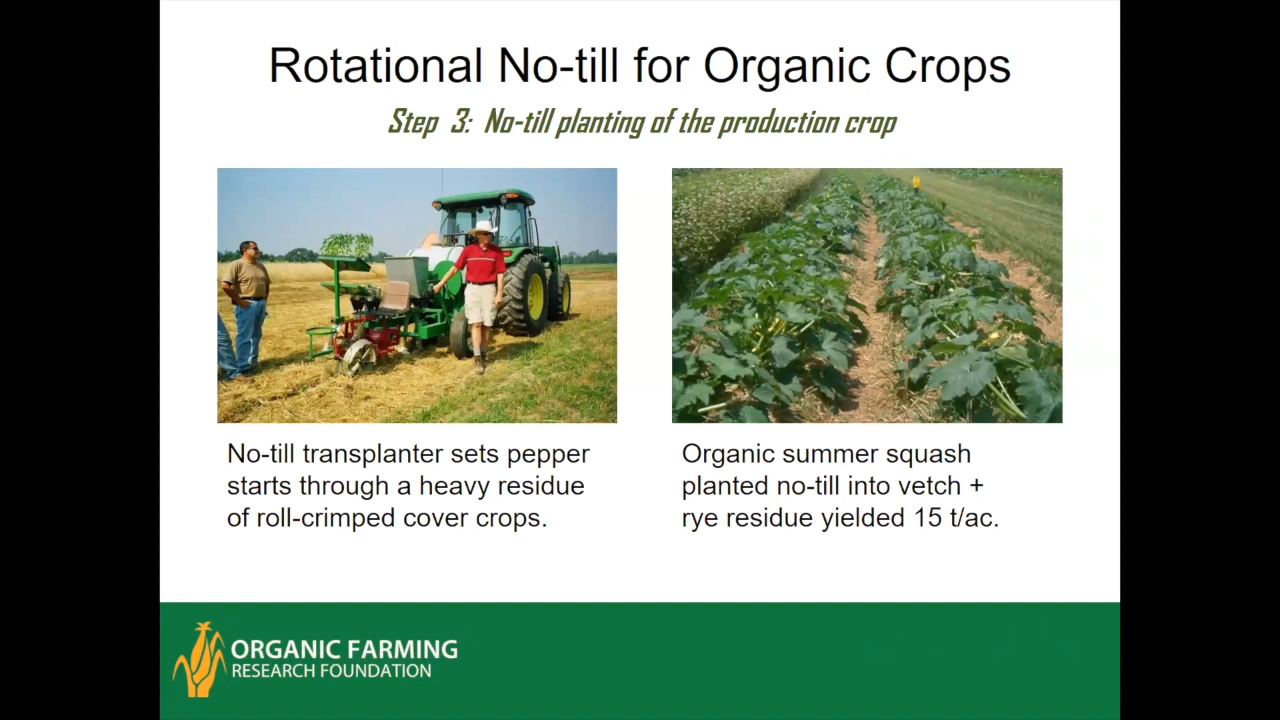 Rotational No-till for Organic Crops
Step 3: No-till planting of the production crop
No-till transplanter sets pepper
starts through a heavy residue
of roll-crimped cover crops.
Organic summer squash
planted no-till into vetch +
rye residue yielded 15 t/ac.
ORGANIC FARMING
RESEARCH FOUNDATION